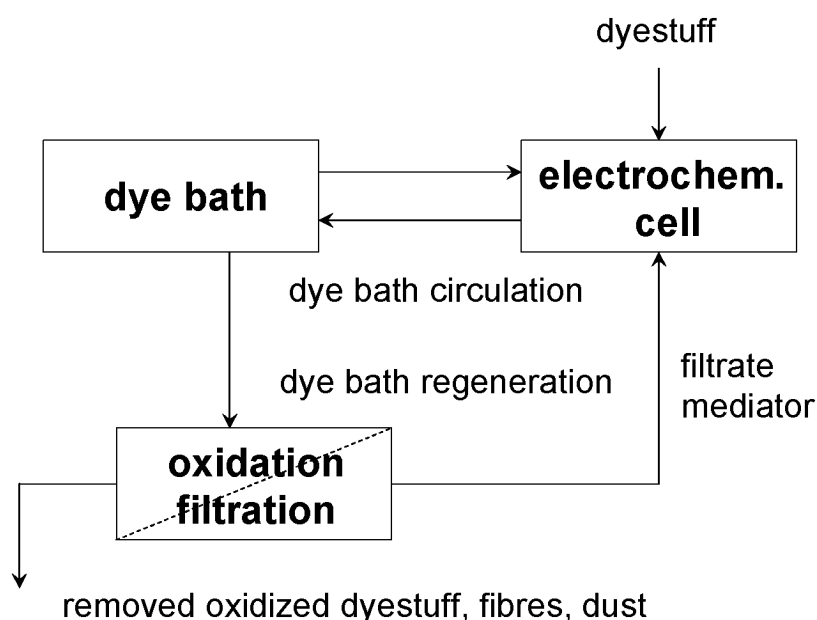 dyestuff
dye bath
electrochem.
cell
dye bath circulation
dye bath regeneration
filtrate
mediator
oxidation
filtration
removed oxidized dyestuff, fibres, dust